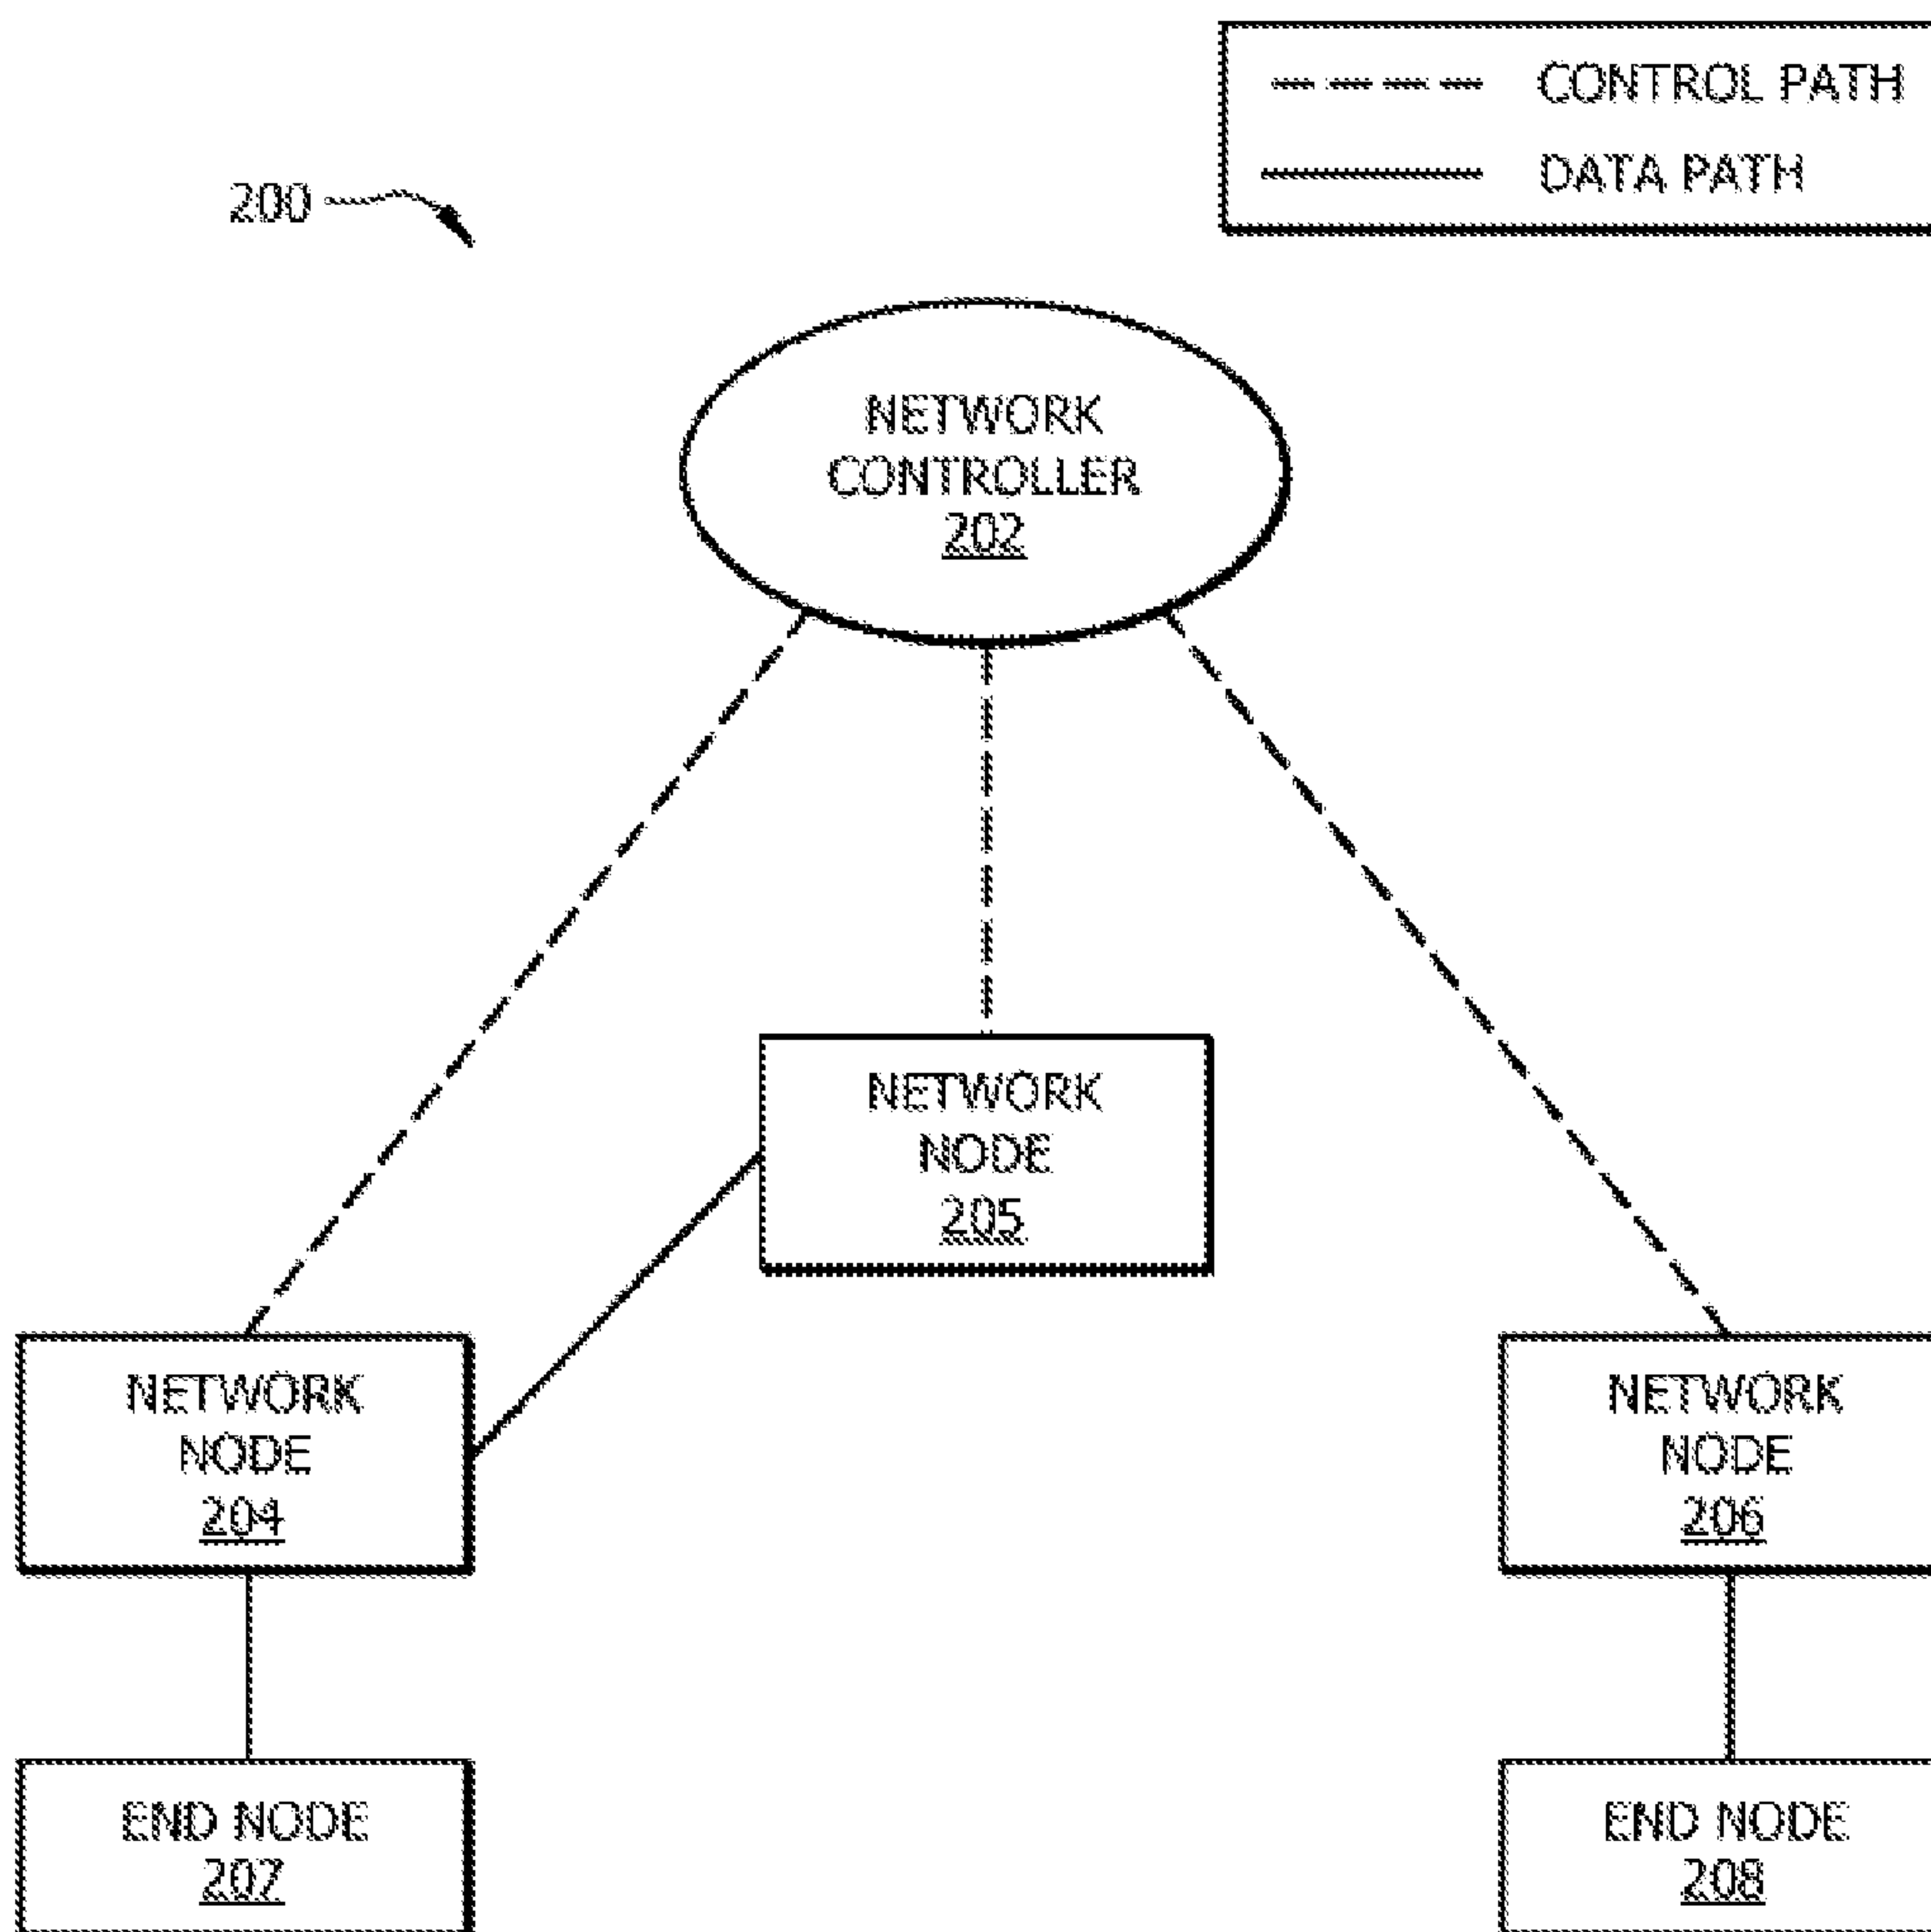 CONTROL PATH
DATA PATH
200
NETWORK
CONTROLLER
202
NETWORK
NODE
205
NETWORK
NODE
204
NETWORK
NODE
206
END NODE
207
END NODE
208